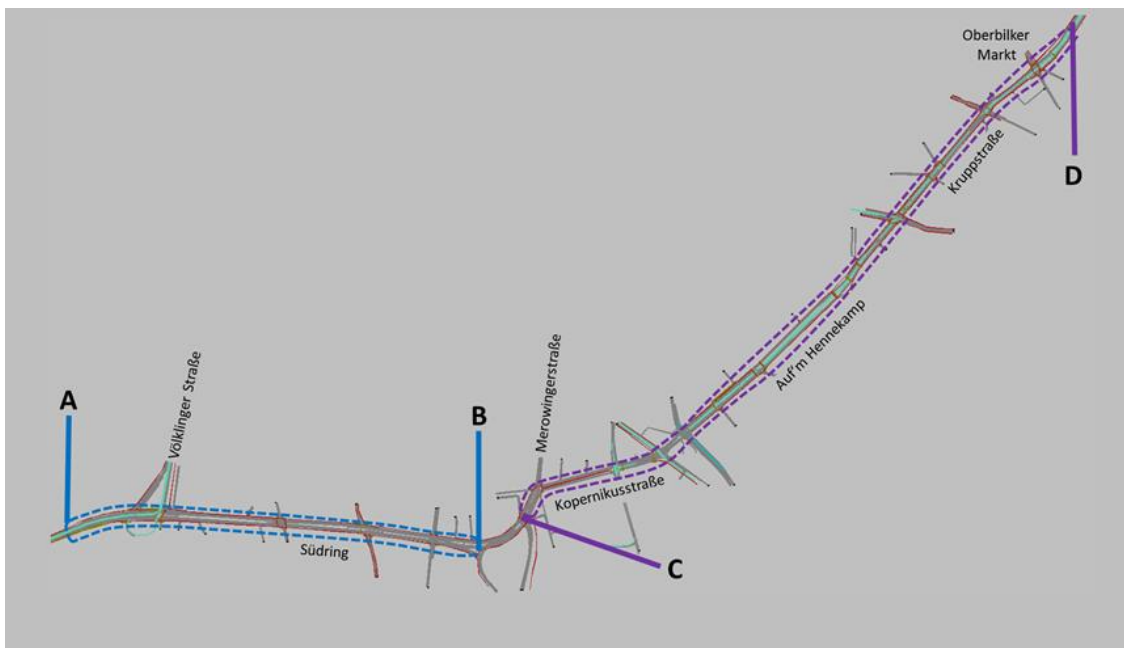 Oberbilker
Markt
D
Kruppstraße
Auf'm Hennekamp
Merowingerstraße
Völklinger Straße
A
B
Kopernikusstraße
Südring
C